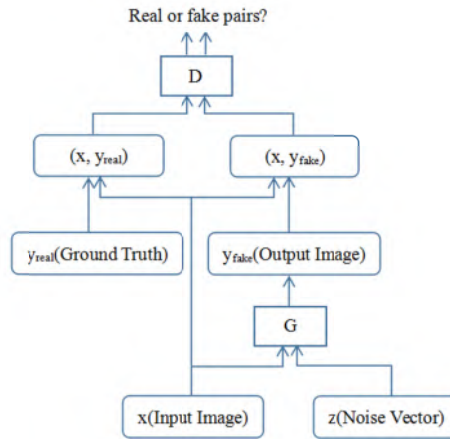 Real or fake pairs?
D
(x, y_real)
(x, y_fake)
y_real(Ground Truth)
y_fake(Output Image)
G
x(Input Image)
z(Noise Vector)